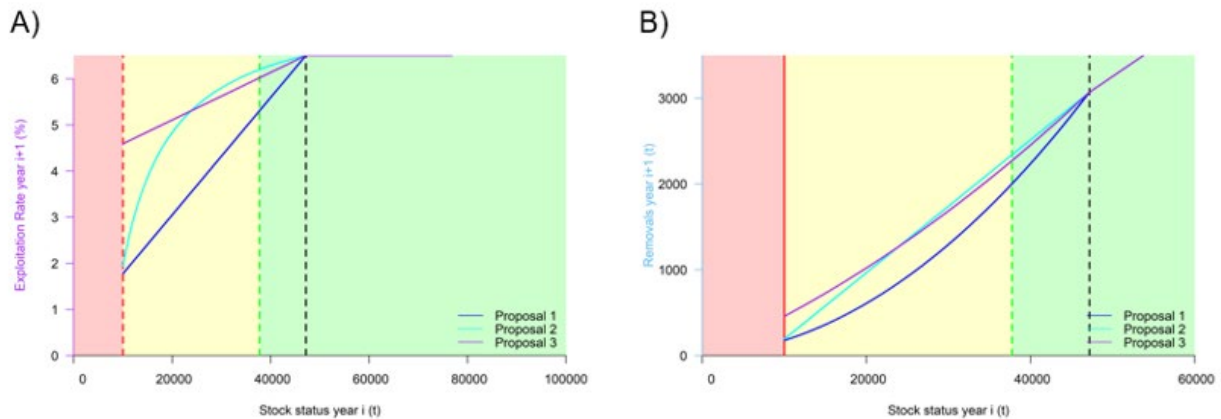 A)
Exploitation Rate year i+1 (%)
6
5
4
3
2
1
0
Proposal 1
Proposal 2
Proposal 3
0 20000 40000 60000 80000 100000
Stock status year i (t)
B)
Removals year i+1 (t)
3000
2000
1000
0
Proposal 1
Proposal 2
Proposal 3
0 20000 40000 60000
Stock status year i (t)